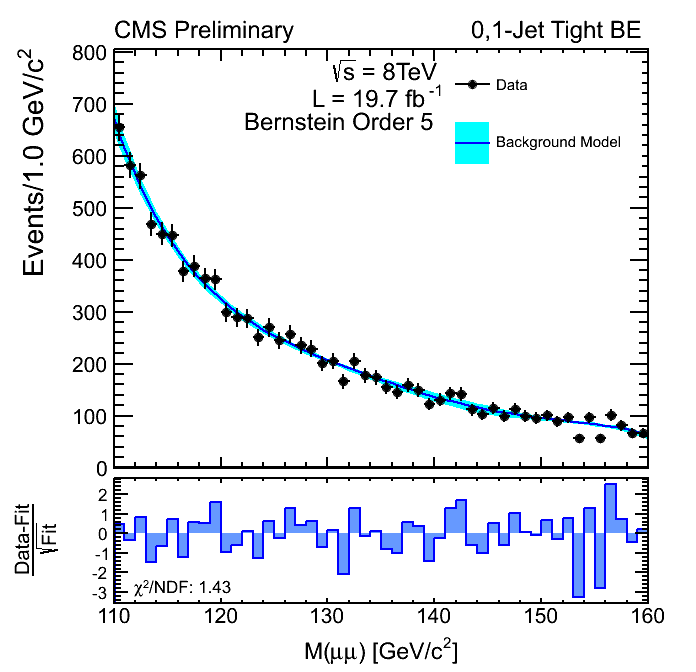 CMS Preliminary 0,1-Jet Tight BE
√s = 8TeV
L = 19.7 fb⁻¹
Bernstein Order 5
Data
Background Model
Events/1.0 GeV/c²
800
700
600
500
400
300
200
100
0
Data-Fit
√Fit
2
1
0
-1
-2
-3
χ²/NDF: 1.43
110 120 130 140 150 160
M(μμ) [GeV/c²]